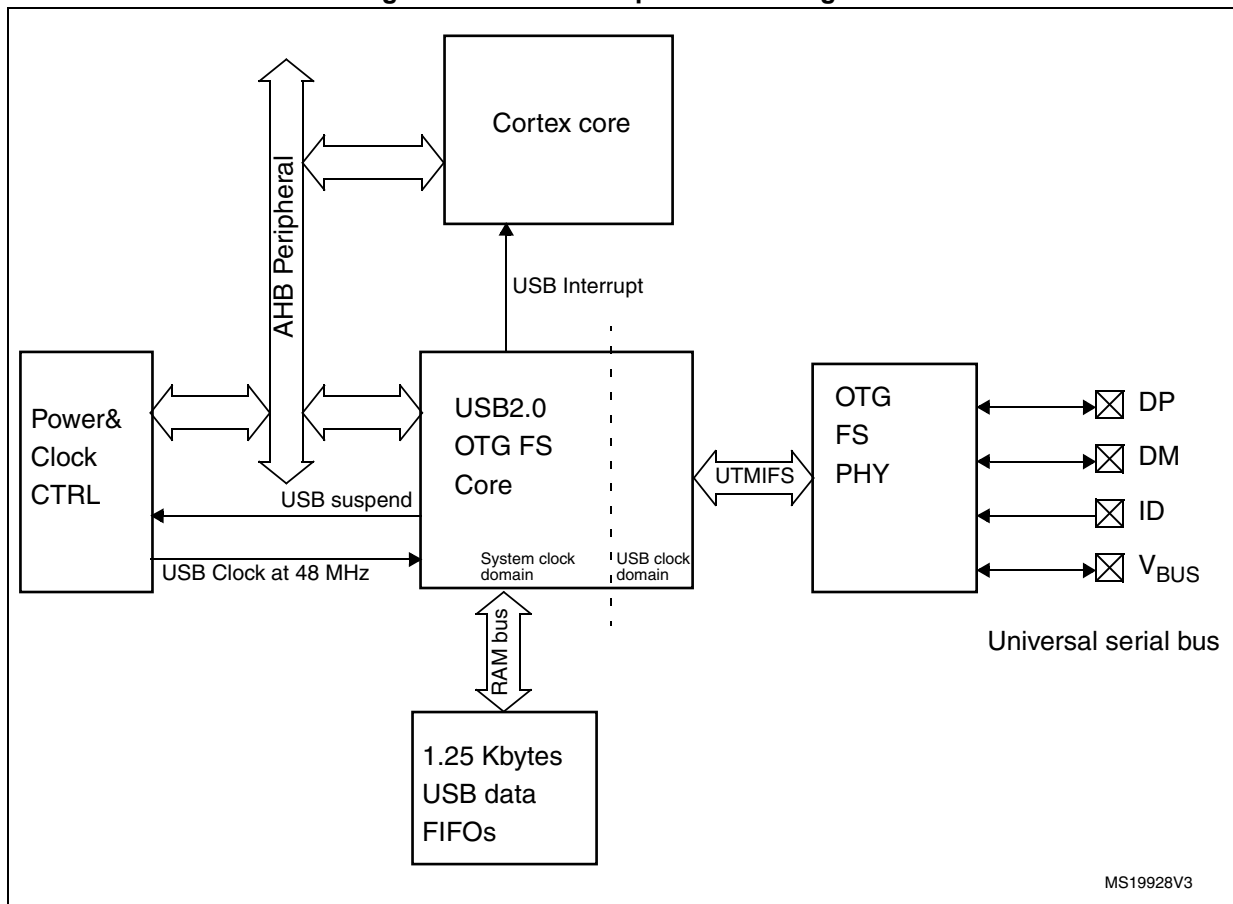 Cortex core
AHB Peripheral
USB Interrupt
Power&
Clock
CTRL
USB2.0
OTG FS
Core
OTG
FS
PHY
DP
DM
ID
VBUS
UTMIFS
USB suspend
USB Clock at 48 MHz
System clock
domain
USB clock
domain
Universal serial bus
RAM bus
1.25 Kbytes
USB data
FIFOs
MS19928V3